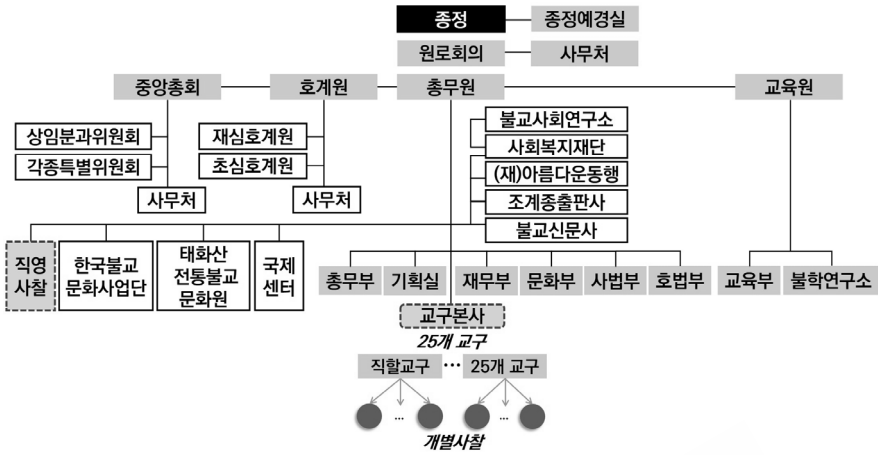 종정
종정예경실
원로회의
사무처
중앙총회
호계원
총무원
교육원
상임분과위원회
각종특별위원회
사무처
재심호계원
초심호계원
사무처
불교사회연구소
사회복지재단
(재)아름다운동행
조계종출판사
불교신문사
직영
사찰
한국불교
문화사업단
태화산
전통불교
문화원
국제
센터
총무부
기획실
재무부
문화부
사법부
호법부
교육부
불학연구소
교구본사
25개 교구
직할교구
...
25개 교구
...
...
개별사찰